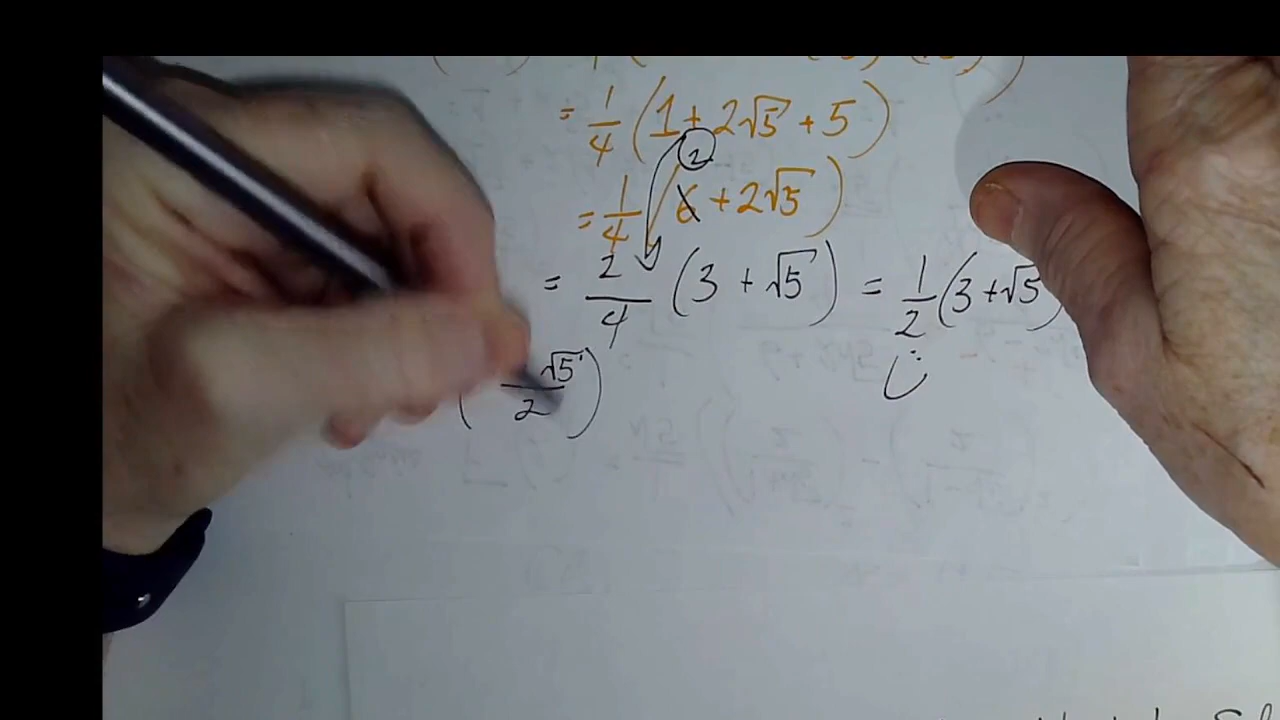 = 1/4 (1 + 2√5 + 5)
2
= 1/4 (6 + 2√5)
= 2/4 (3 + √5) = 1/2 (3 + √5
( √5/2 )